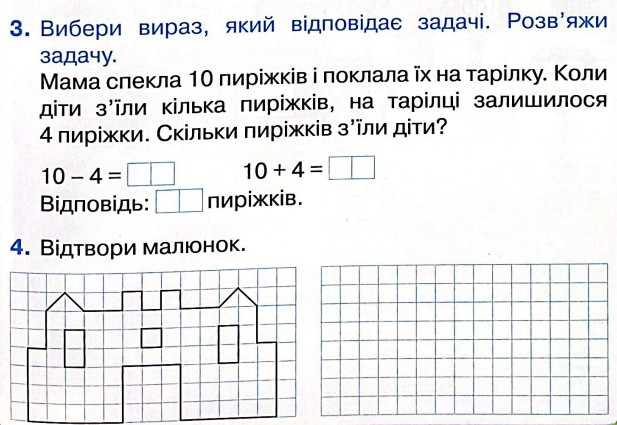 3. Вибери вираз, який відповідає задачі. Розв’яжи
задачу.
Мама спекла 10 пиріжків і поклала їх на тарілку. Коли
діти з’їли кілька пиріжків, на тарілці залишилося
4 пиріжки. Скільки пиріжків з’їли діти?
10 – 4 = 10 + 4 =
Відповідь: пиріжків.
4. Відтвори малюнок.